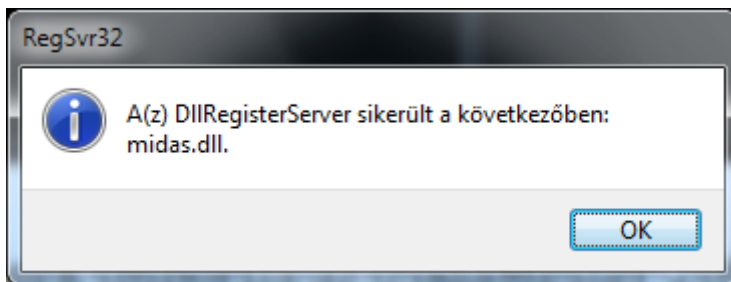 RegSvr32
A(z) DllRegisterServer sikerült a következőben:
midas.dll.
OK